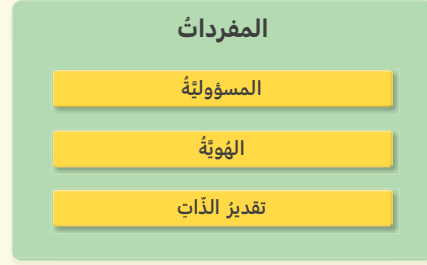 المفرداتُ
المسؤوليَّةُ
الهُويَّةُ
تقديرُ الذّاتِ